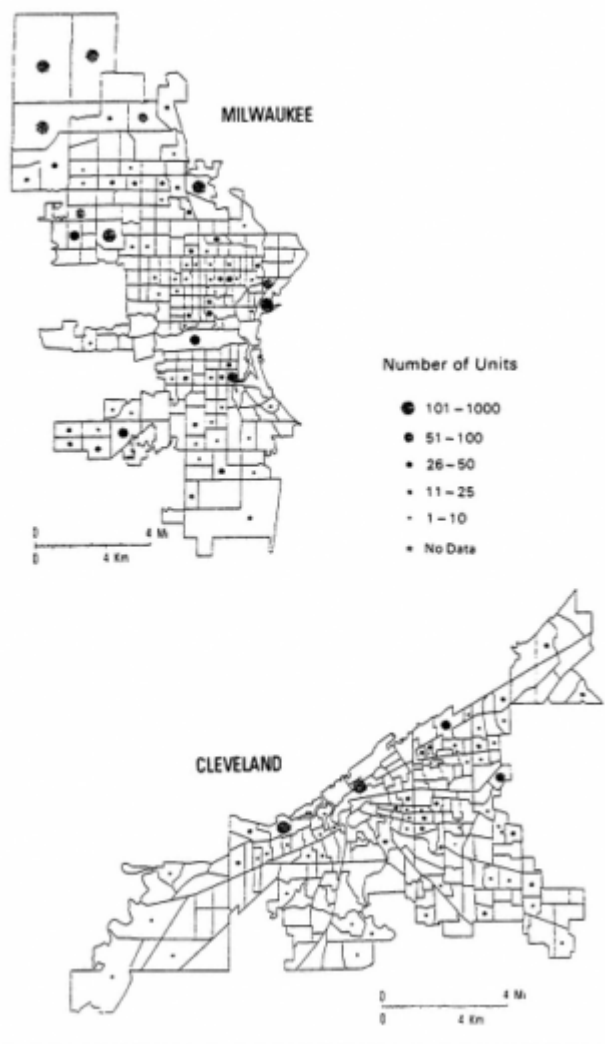 MILWAUKEE
Number of Units
101 – 1000
51 – 100
26 – 50
11 – 25
1 – 10
No Data
0 4 Mi
0 4 Km
CLEVELAND
0 4 Mi
0 4 Km